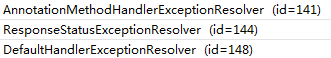 AnnotationMethodHandlerExceptionResolver (id=141)
ResponseStatusExceptionResolver (id=144)
DefaultHandlerExceptionResolver (id=148)